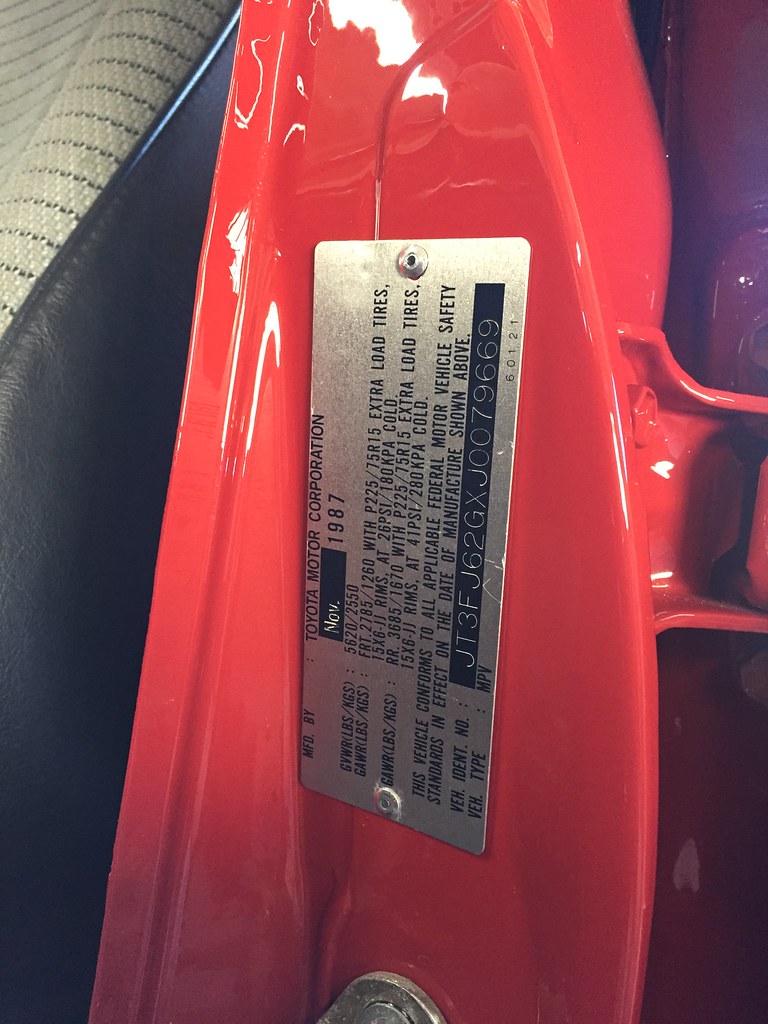 MFD. BY : TOYOTA MOTOR CORPORATION
Nov. 1987
GVWR(LBS/KGS) : 5620/2550
GAWR(LBS/KGS) : FR. 2185/1260 WITH P225/75R15 EXTRA LOAD TIRES,
15X6-JJ RIMS, AT 26PSI/180KPA COLD
GAWR(LBS/KGS) : RR. 3685/1670 WITH P225/75R15 EXTRA LOAD TIRES,
15X6-JJ RIMS, AT 41PSI/280KPA COLD.
THIS VEHICLE CONFORMS TO ALL APPLICABLE FEDERAL MOTOR VEHICLE SAFETY
STANDARDS IN EFFECT ON THE DATE OF MANUFACTURE SHOWN ABOVE.
VEH. IDENT. NO. : JT3FJ62GXJ0079669
VEH. TYPE : MPV
60121